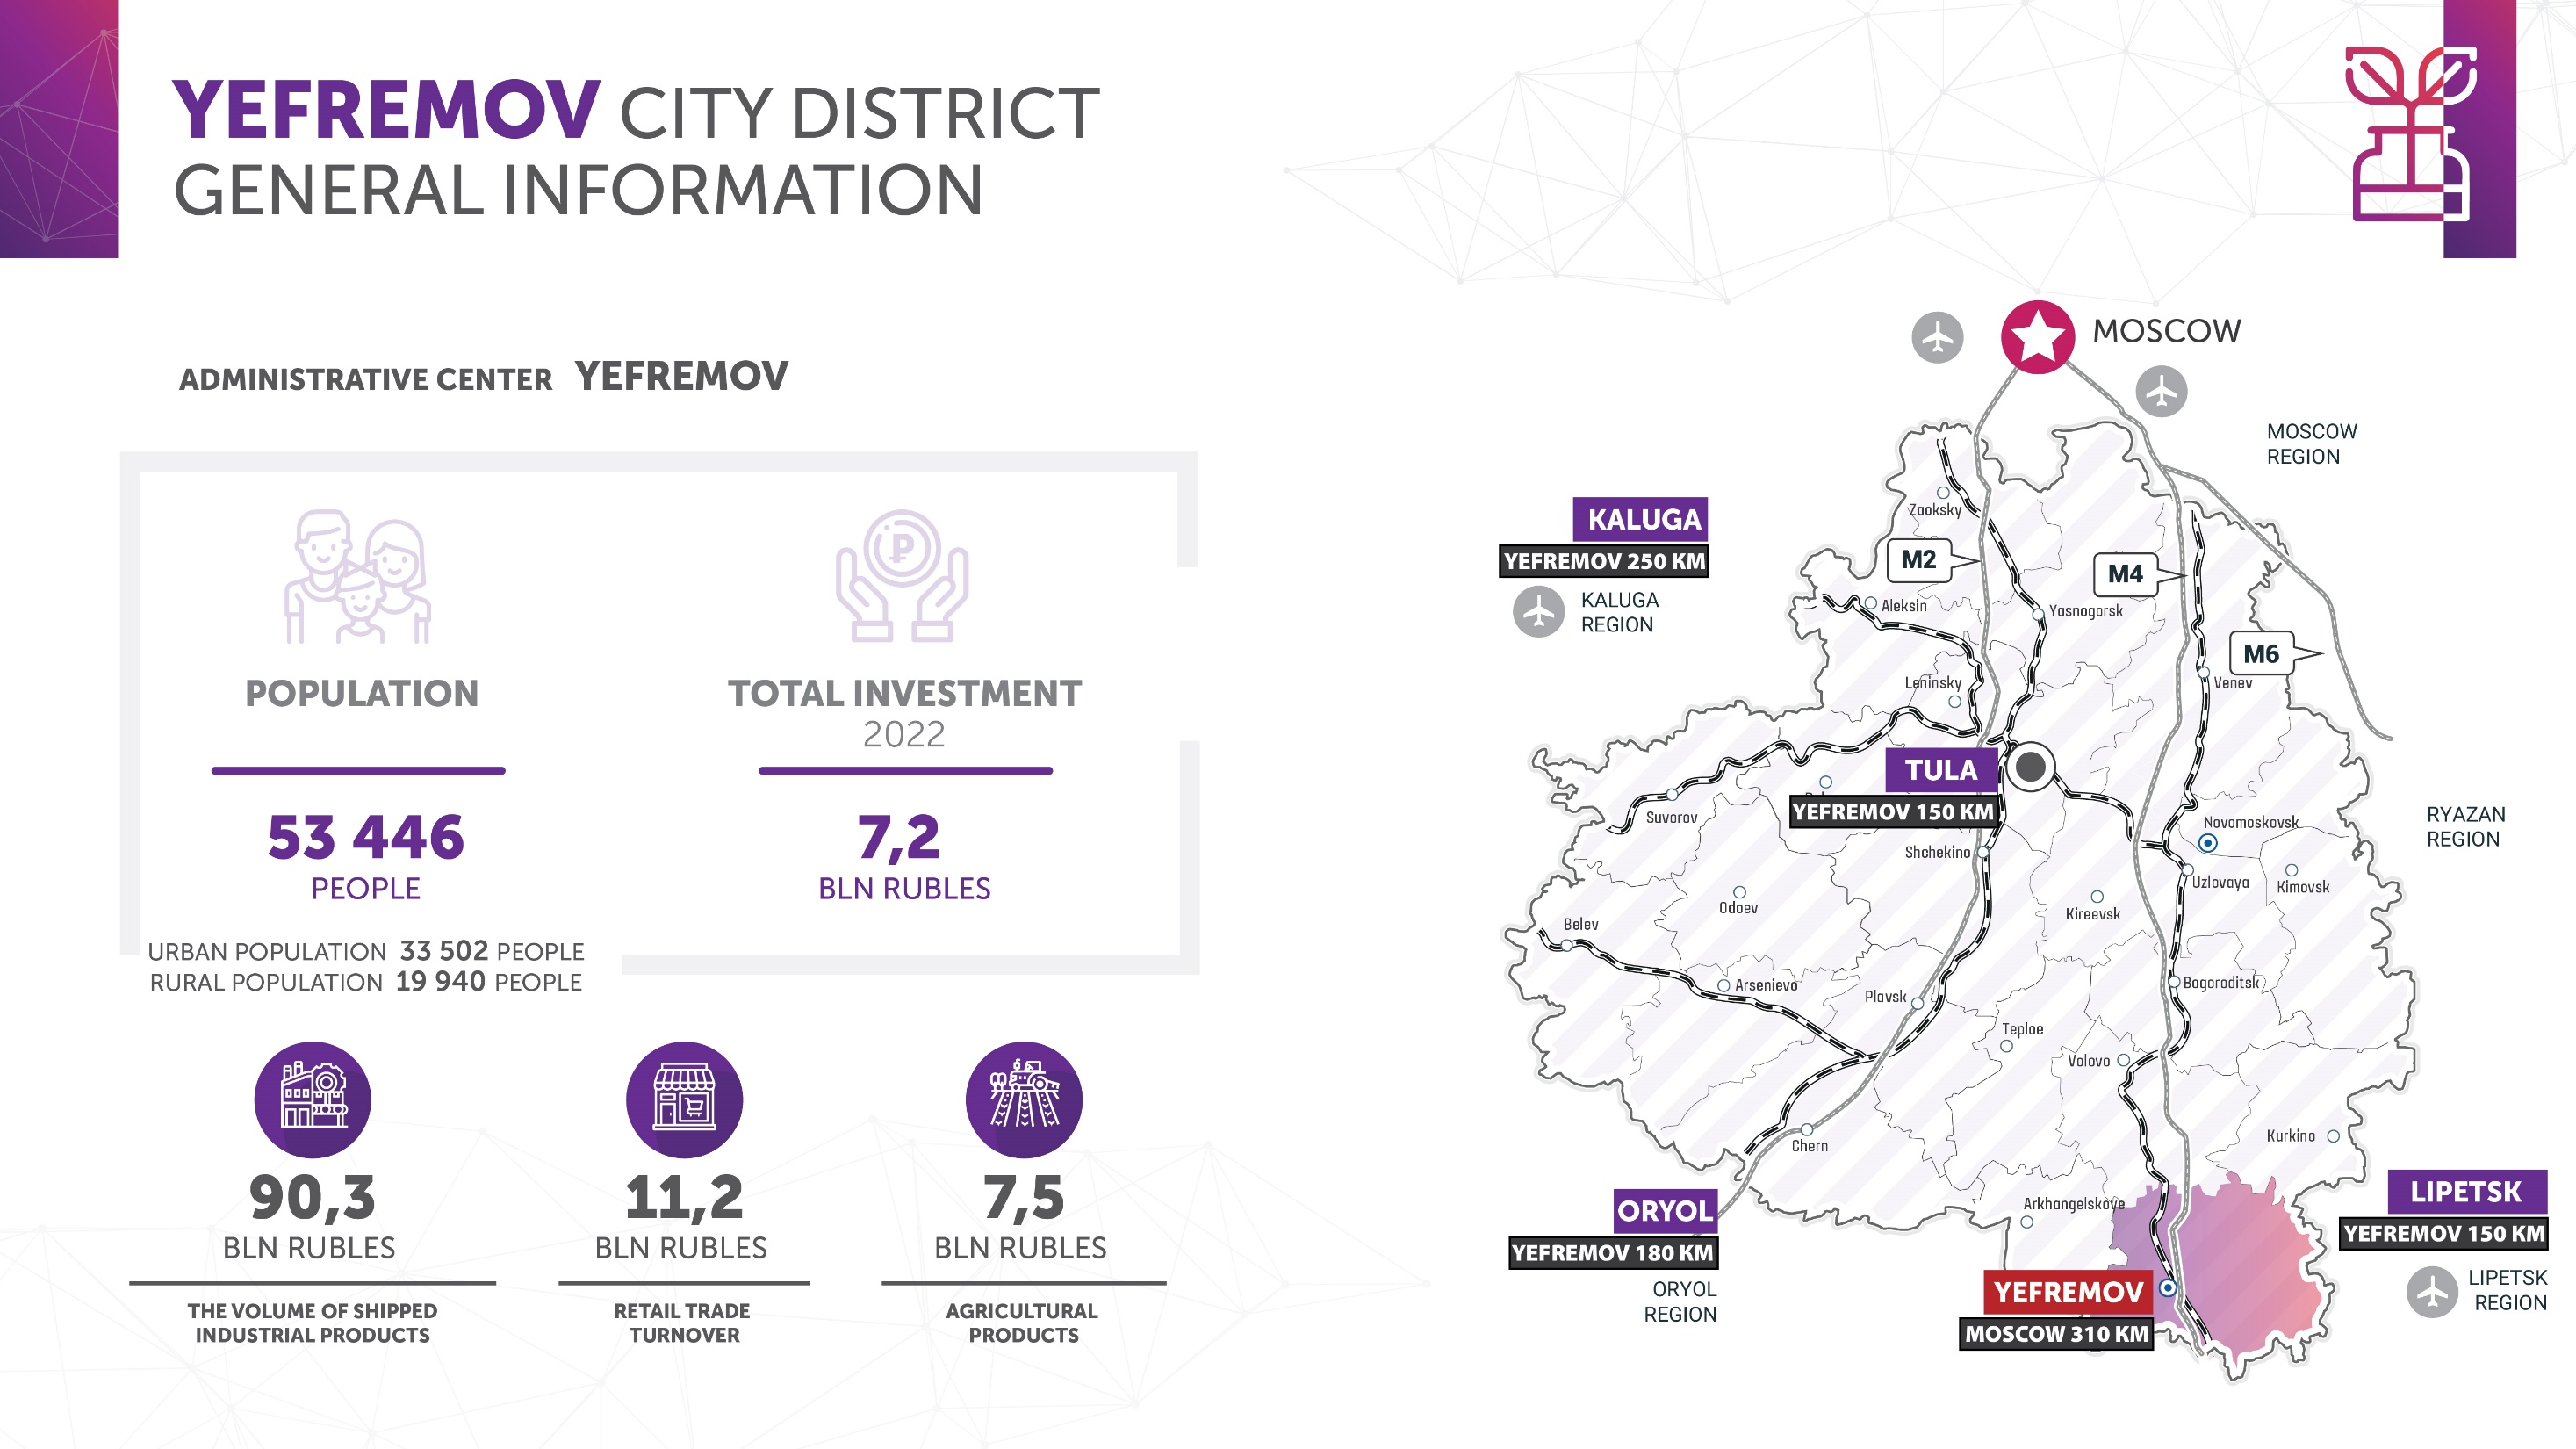 YEFREMOV CITY DISTRICT
GENERAL INFORMATION
ADMINISTRATIVE CENTER YEFREMOV
POPULATION
53 446
PEOPLE
URBAN POPULATION 33 502 PEOPLE
RURAL POPULATION 19 940 PEOPLE
TOTAL INVESTMENT
2022
7,2
BLN RUBLES
90,3
BLN RUBLES
THE VOLUME OF SHIPPED
INDUSTRIAL PRODUCTS
11,2
BLN RUBLES
RETAIL TRADE
TURNOVER
7,5
BLN RUBLES
AGRICULTURAL
PRODUCTS
MOSCOW
MOSCOW
REGION
KALUGA
YEFREMOV 250 KM
KALUGA
REGION
Zaoksky
M2
M4
Aleksin
Yasnogorsk
M6
Leninsky
Venev
TULA
YEFREMOV 150 KM
Suvorov
Novomoskovsk
RYAZAN
REGION
Shchekino
Uzlovaya
Kimovsk
Odoev
Kireevsk
Belev
Arsenievo
Plavsk
Bogoroditsk
Teploe
Volovo
Chern
Kurkino
ORYOL
YEFREMOV 180 KM
ORYOL
REGION
Arkhangelskoye
LIPETSK
YEFREMOV 150 KM
LIPETSK
REGION
YEFREMOV
MOSCOW 310 KM